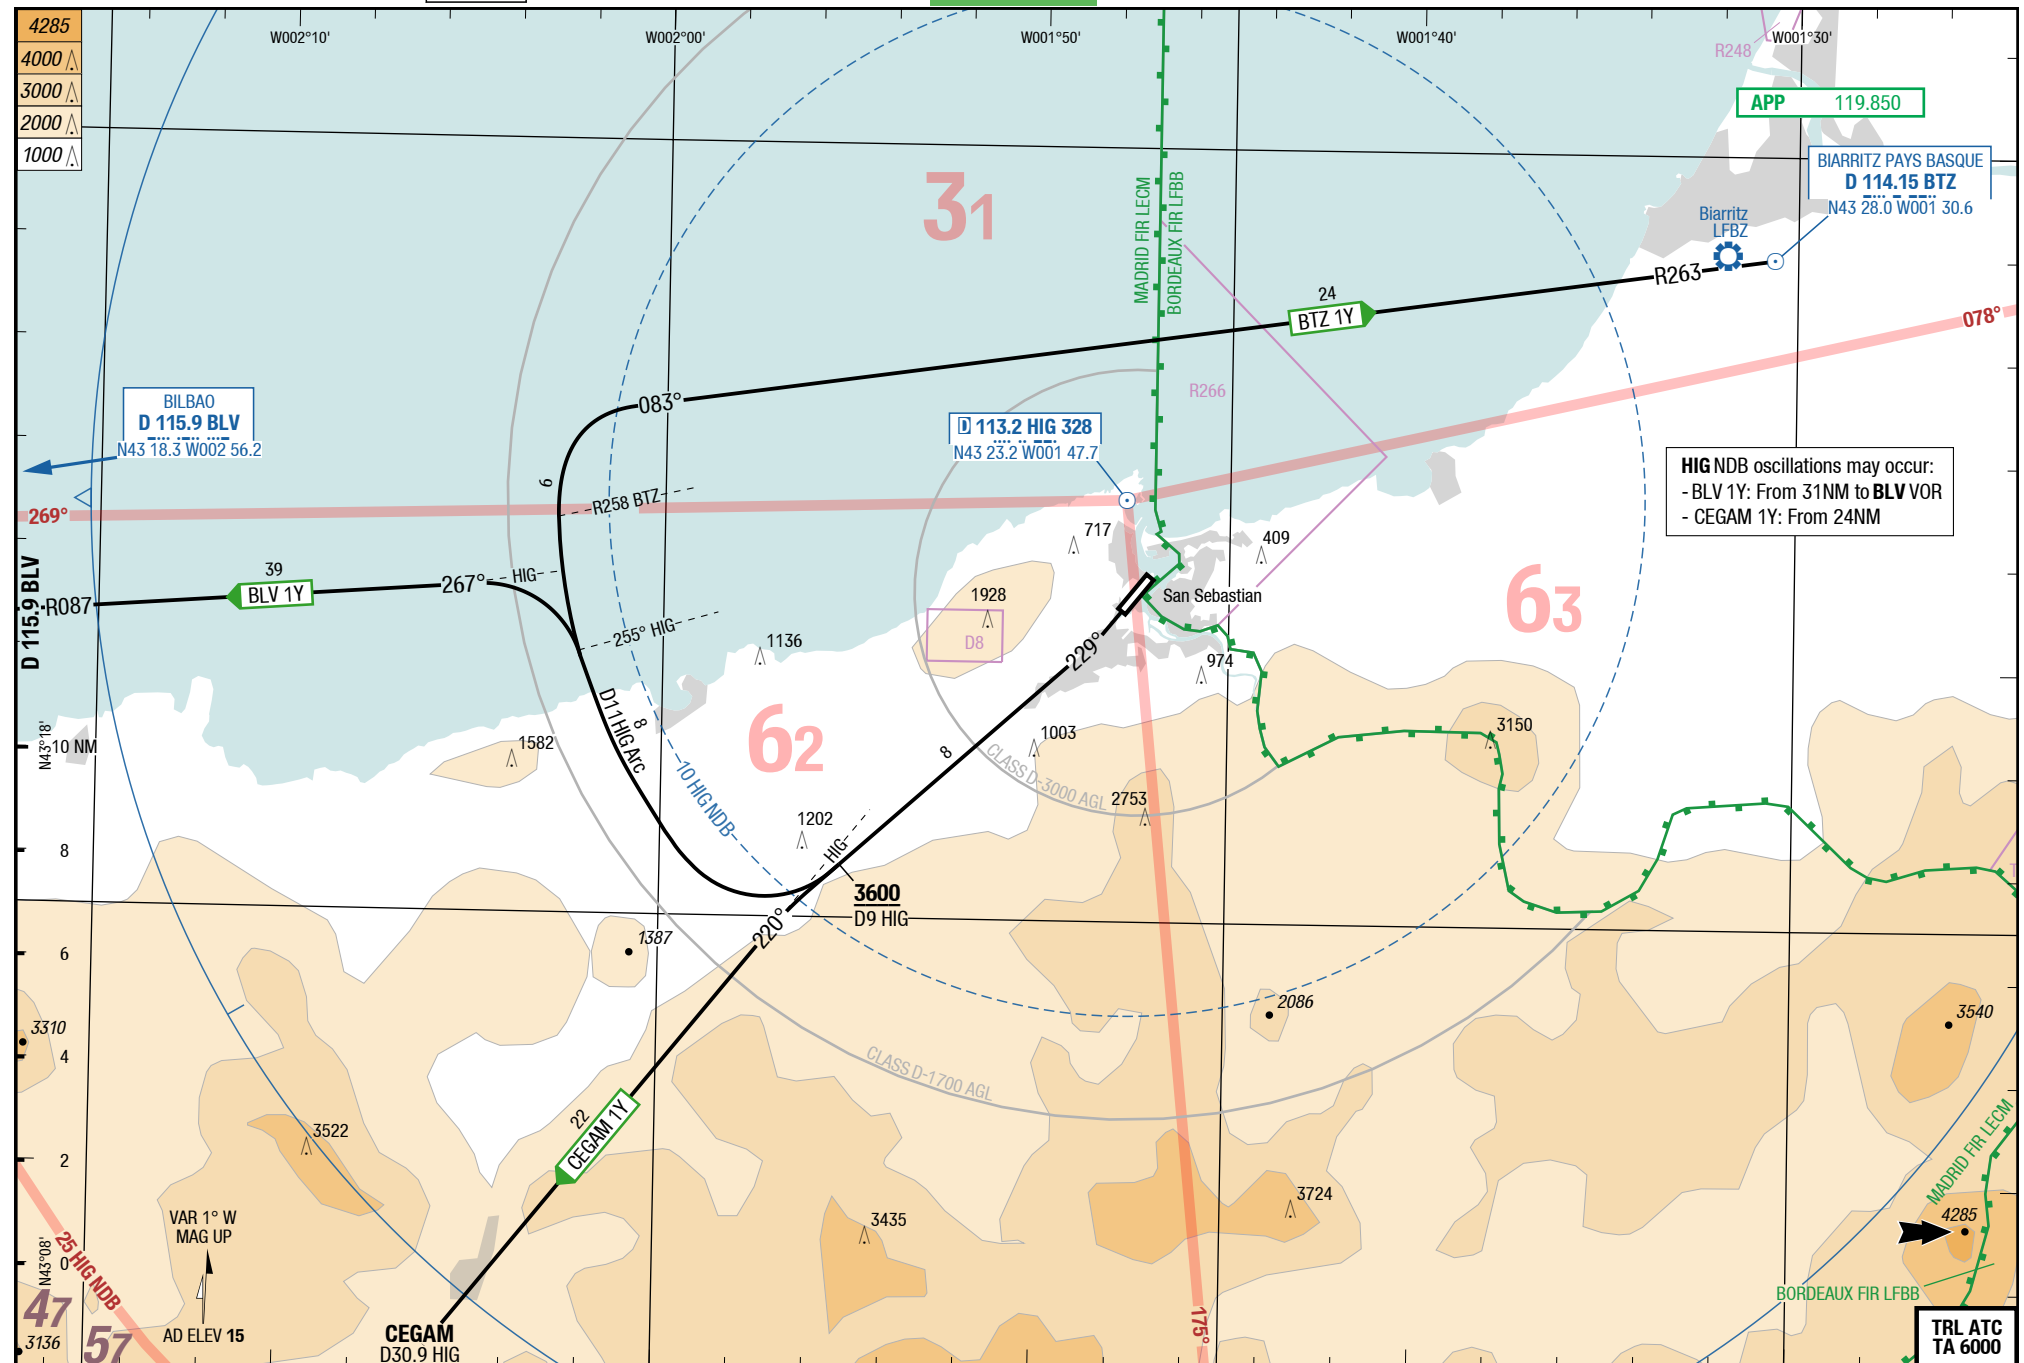 4285
4000
3000
2000
1000
W002°10'
W002°00'
W001°50'
W001°40'
W001°30'
R248
APP 119.850
BIARRITZ PAYS BASQUE
D 114.15 BTZ
N43 28.0 W001 30.6
Biarritz
LFBZ
31
MADRID FIR LECM
BORDEAUX FIR LFBB
R263
24
BTZ 1Y
078°
R266
083°
BILBAO
D 115.9 BLV
N43 18.3 W002 56.2
D 113.2 HIG 328
N43 23.2 W001 47.7
HIG NDB oscillations may occur:
- BLV 1Y: From 31NM to BLV VOR
- CEGAM 1Y: From 24NM
6
R258 BTZ
269°
717
409
39
BLV 1Y
267°
HIG
R087
D 115.9 BLV
1928
San Sebastian
63
255° HIG
D8
1136
229°
974
D11 HIG Arc
8
62
1582
1003
3150
N43°18'
10 NM
8
CLASS D-3000 AGL
10 HIG NDB
2753
1202
HIG
8
3600
D9 HIG
220°
1387
6
2086
3310
3540
4
CLASS D-1700 AGL
22
CEGAM 1Y
3522
2
MADRID FIR LECM
3724
VAR 1° W
MAG UP
3435
4285
25 HIG NDB
N43°08'
0
BORDEAUX FIR LFBB
47
57
3136
AD ELEV 15
CEGAM
D30.9 HIG
175°
TRL ATC
TA 6000